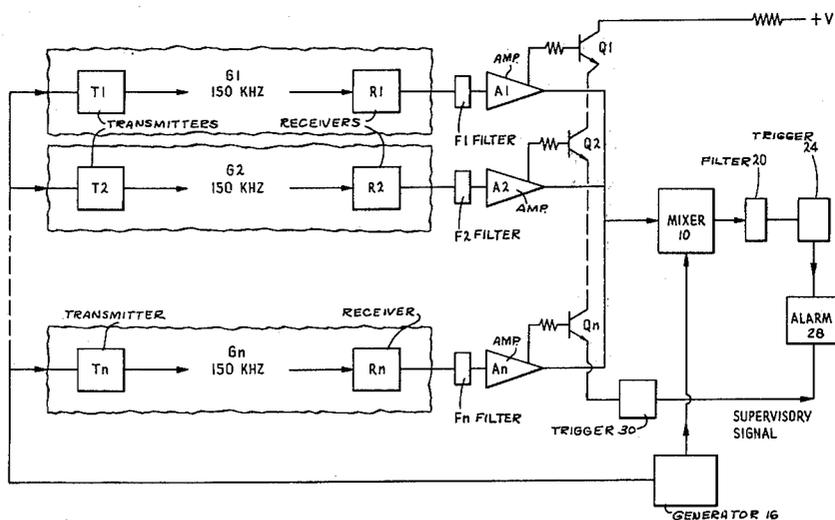 +V
AMP.
Q1
G1
150 KHZ
T1
R1
A1
TRANSMITTERS
RECEIVERS
F1 FILTER
Q2
TRIGGER
24
G2
150 KHZ
FILTER 20
T2
R2
A2
AMP.
MIXER
10
F2 FILTER
TRANSMITTER
RECEIVER
Qn
ALARM
28
Gn
150 KHZ
AMP
Tn
Rn
An
Fn FILTER
TRIGGER 30
SUPERVISORY
SIGNAL
GENERATOR 16